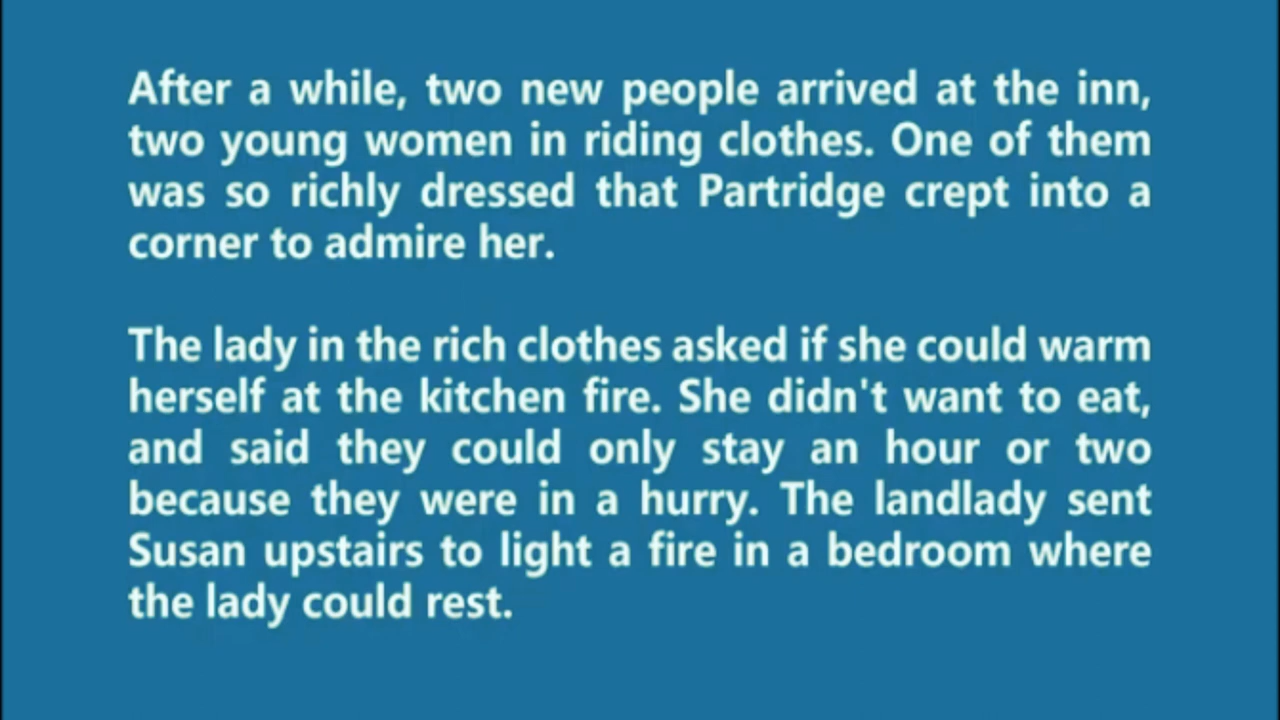 After a while, two new people arrived at the inn,
two young women in riding clothes. One of them
was so richly dressed that Partridge crept into a
corner to admire her.
The lady in the rich clothes asked if she could warm
herself at the kitchen fire. She didn't want to eat,
and said they could only stay an hour or two
because they were in a hurry. The landlady sent
Susan upstairs to light a fire in a bedroom where
the lady could rest.